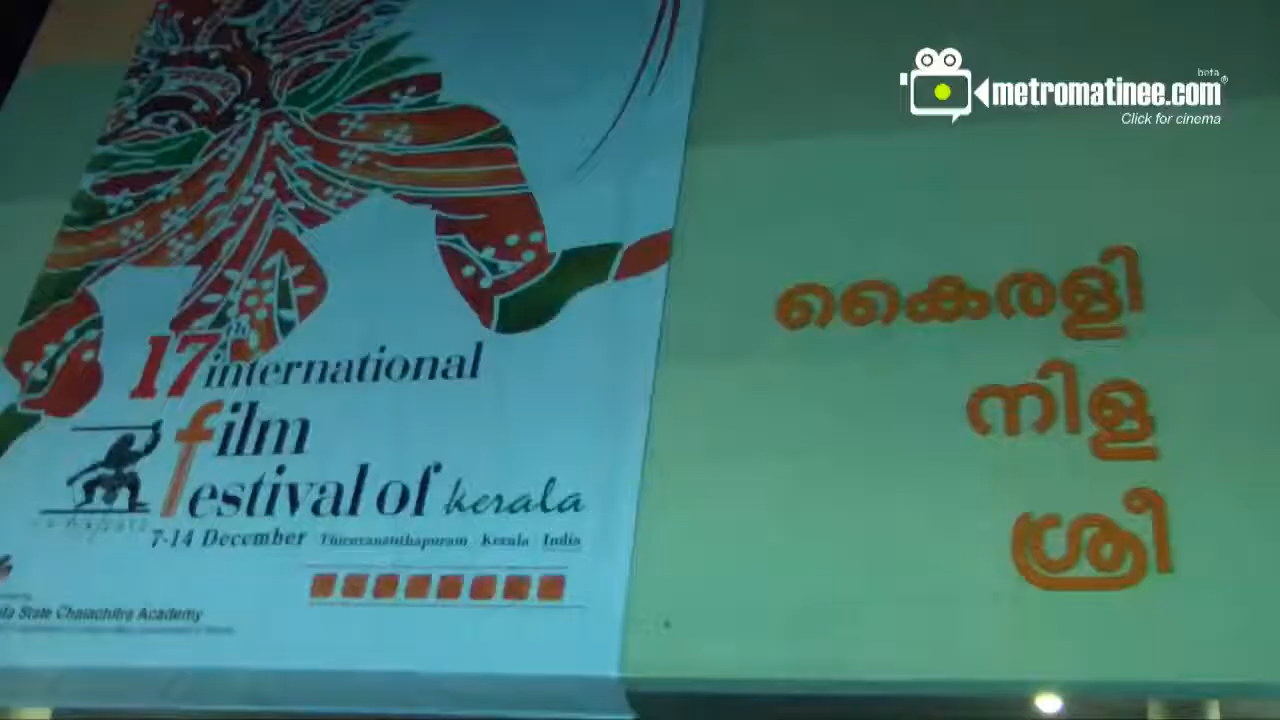 beta
metromatinee.com
Click for cinema
17th international
film
festival of kerala
7-14 December Thiruvananthapuram Kerala India
State Chalachitra Academy
കൈരളി
നിള
ശ്രീ